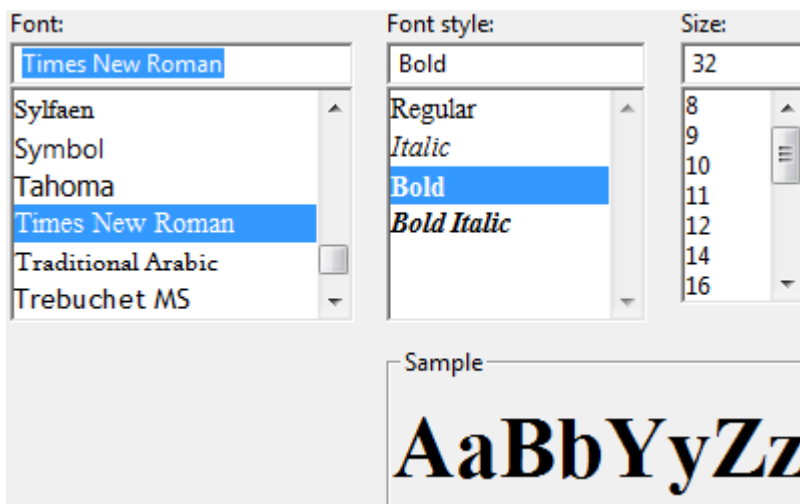 Font:
Times New Roman
Sylfaen
Symbol
Tahoma
Times New Roman
Traditional Arabic
Trebuchet MS
Font style:
Bold
Regular
Italic
Bold
Bold Italic
Size:
32
8
9
10
11
12
14
16
Sample
AaBbYyZz